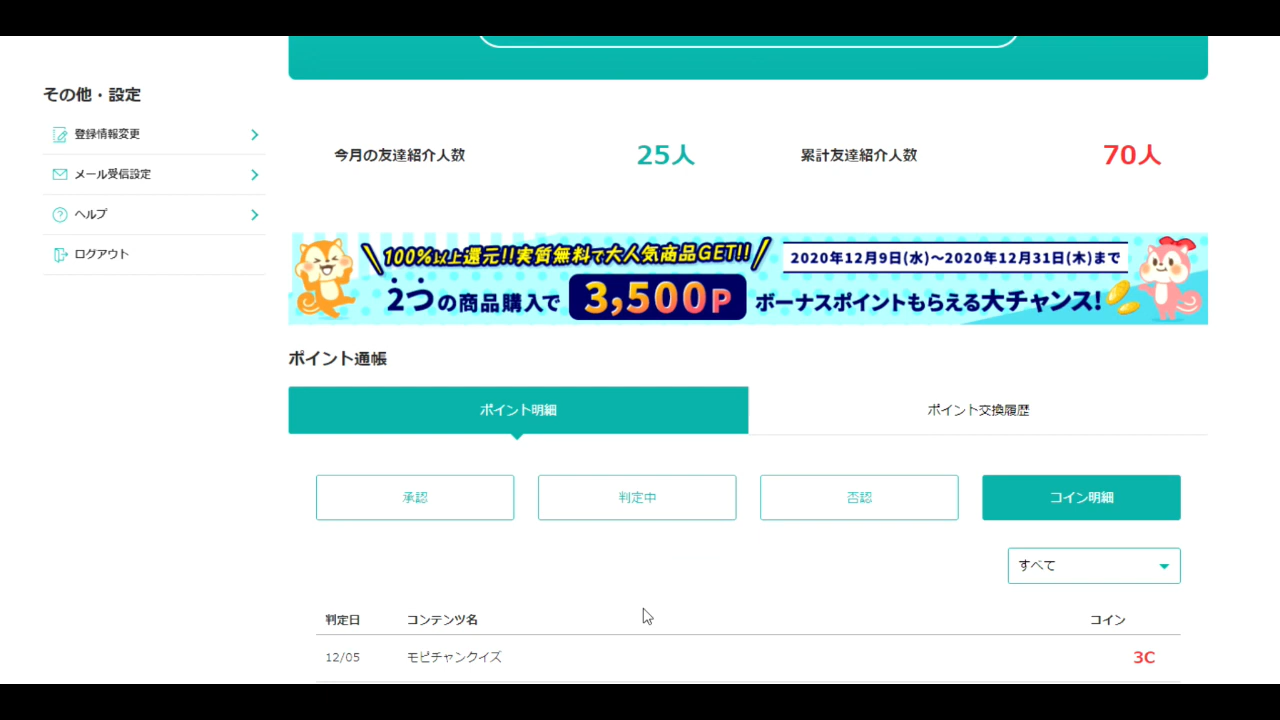 その他・設定
登録情報変更
メール受信設定
ヘルプ
ログアウト
今月の友達紹介人数 25人 累計友達紹介人数 70人
100%以上還元!!実質無料で大人気商品GET!!
2020年12月9日(水)～2020年12月31日(木)まで
2つの商品購入で3,500Pボーナスポイントもらえる大チャンス!
ポイント通帳
ポイント明細 ポイント交換履歴
承認 判定中 否認 コイン明細
すべて
判定日 コンテンツ名 コイン
12/05 モピチャンクイズ 3C